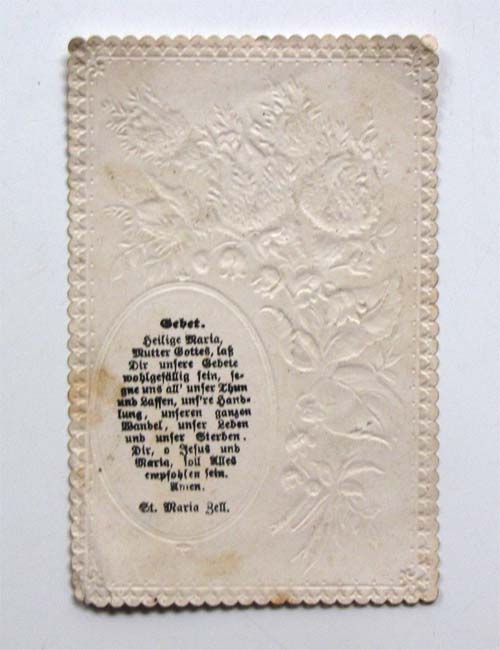 Gebet.
Heilige Maria,
Mutter Gottes, laß
Dir unsere Gebete
wohlgefällig sein, se-
gne uns all' unser Thun
und Lassen, uns're Hand-
lung, unseren ganzen
Wandel, unser Leben
und unser Sterben.
Dir, o Jesus und
Maria, soll Alles
empfohlen sein.
Amen.
St. Maria Zell.